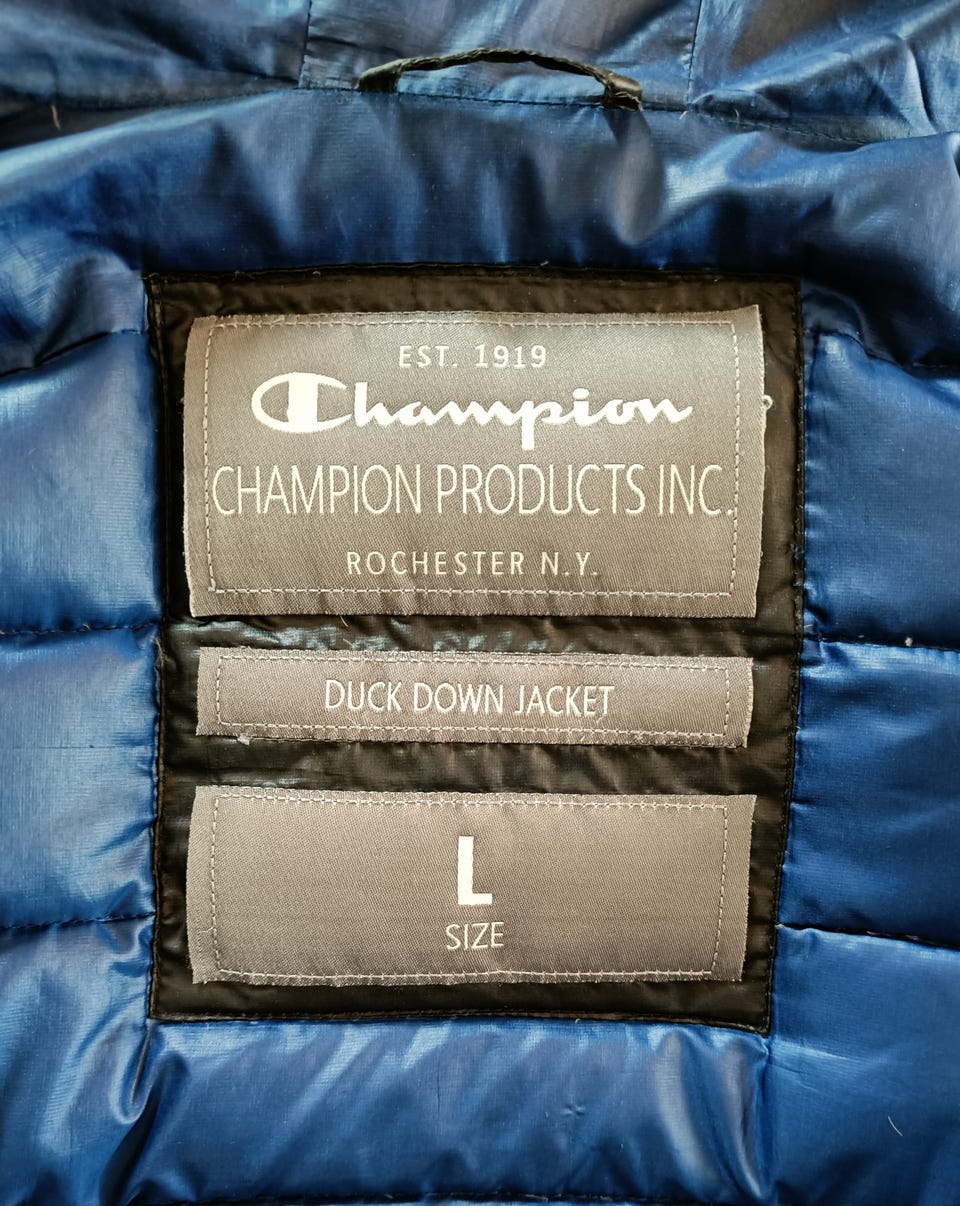 EST. 1919
Champion
CHAMPION PRODUCTS INC.
ROCHESTER N.Y.
DUCK DOWN JACKET
L
SIZE